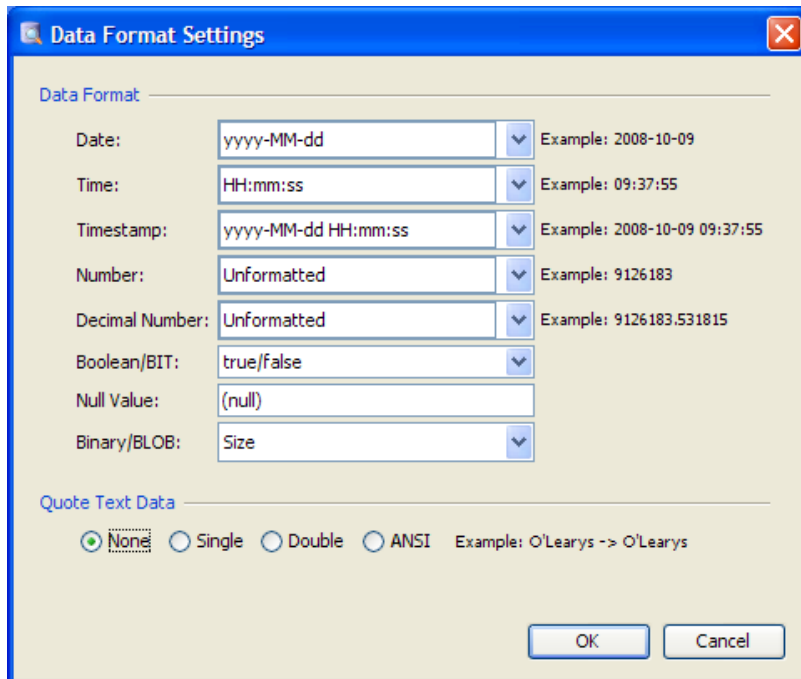 Data Format Settings
Data Format
Date: yyyy-MM-dd Example: 2008-10-09
Time: HH:mm:ss Example: 09:37:55
Timestamp: yyyy-MM-dd HH:mm:ss Example: 2008-10-09 09:37:55
Number: Unformatted Example: 9126183
Decimal Number: Unformatted Example: 9126183.531815
Boolean/BIT: true/false
Null Value: (null)
Binary/BLOB: Size
Quote Text Data
None Single Double ANSI Example: O'Learys -> O'Learys
OK Cancel